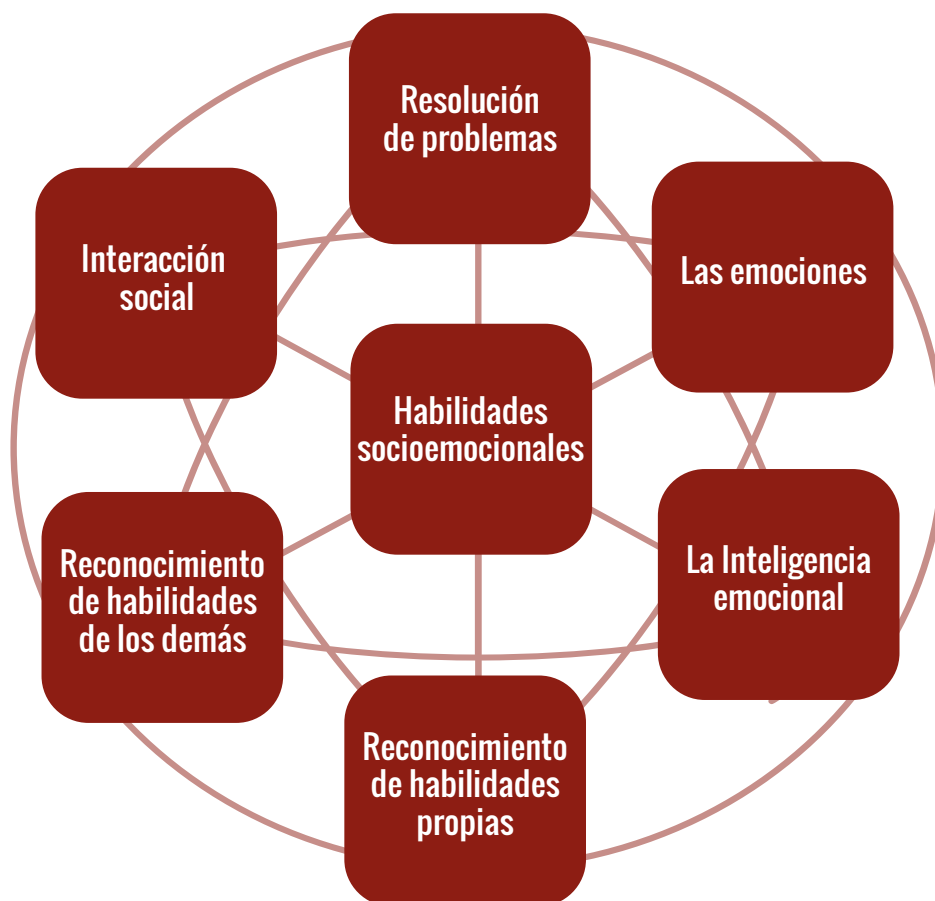 Resolución
de problemas
Interacción
social
Las emociones
Habilidades
socioemocionales
Reconocimiento
de habilidades
de los demás
La Inteligencia
emocional
Reconocimiento
de habilidades
propias